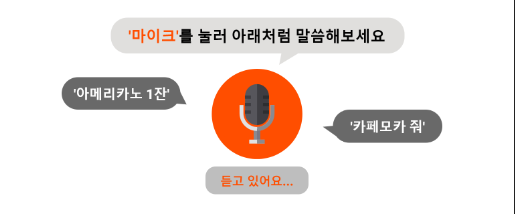 '마이크'를 눌러 아래처럼 말씀해보세요
'아메리카노 1잔'
'카페모카 줘'
듣고 있어요...